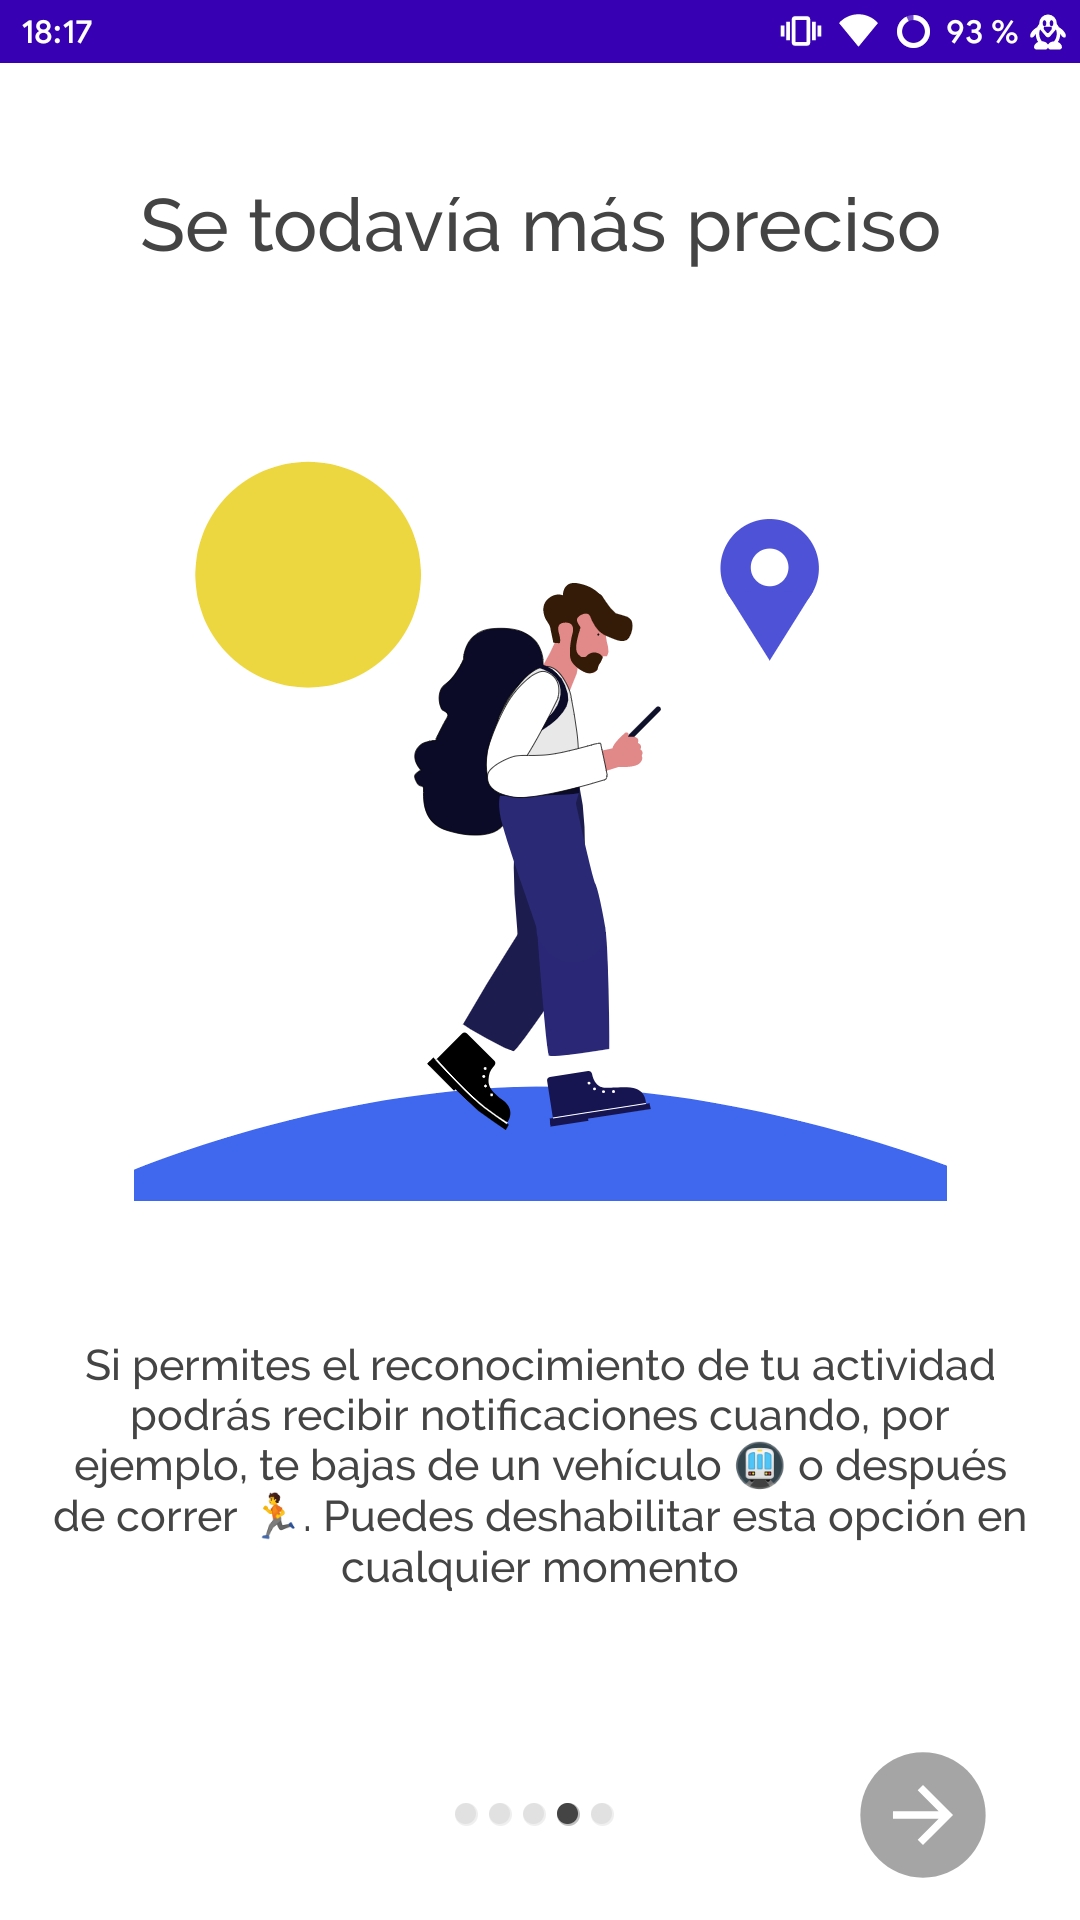 18:17
93 %
Se todavía más preciso
Si permites el reconocimiento de tu actividad
podrás recibir notificaciones cuando, por
ejemplo, te bajas de un vehículo 🚇 o después
de correr 🏃. Puedes deshabilitar esta opción en
cualquier momento